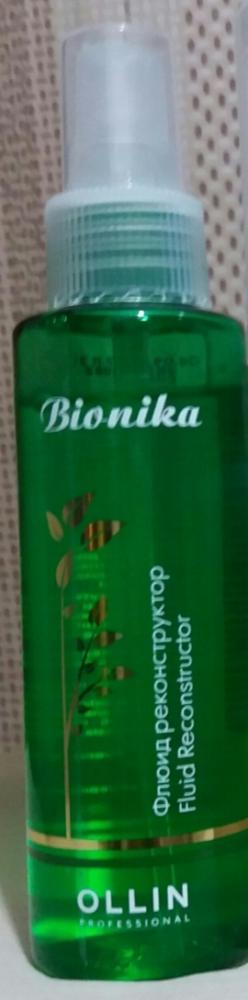 Bionika
Флюид реконструктор
Fluid Reconstructor
OLLIN
PROFESSIONAL